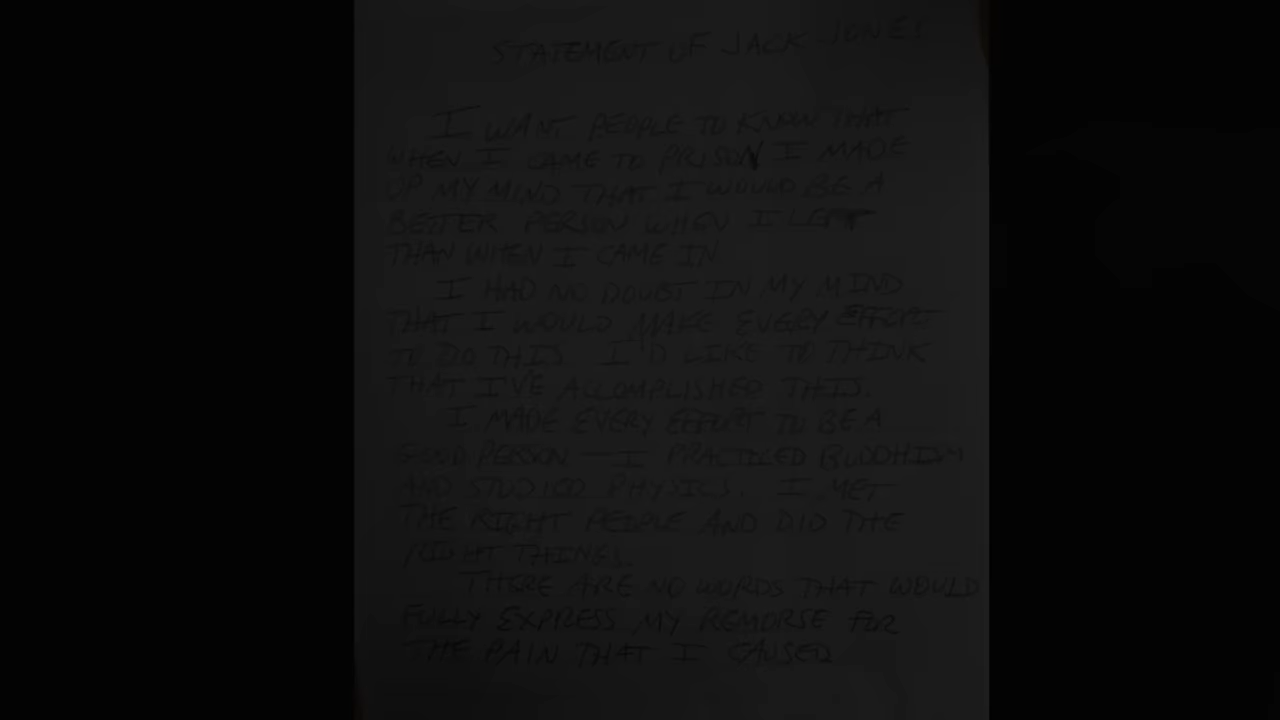 STATEMENT OF JACK JONES
I WANT PEOPLE TO KNOW THAT
WHEN I CAME TO PRISON I MADE
UP MY MIND THAT I WOULD BE A
BETTER PERSON WHEN I LEFT
THAN WHEN I CAME IN
I HAD NO DOUBT IN MY MIND
THAT I WOULD MAKE EVERY EFFORT
TO DO THIS. I'D LIKE TO THINK
THAT I'VE ACCOMPLISHED THIS.
I MADE EVERY EFFORT TO BE A
GOOD PERSON — I PRACTICED BUDDHISM
AND STUDIED PHYSICS. I MET
THE RIGHT PEOPLE AND DID THE
RIGHT THINGS.
THERE ARE NO WORDS THAT WOULD
FULLY EXPRESS MY REMORSE FOR
THE PAIN THAT I CAUSED